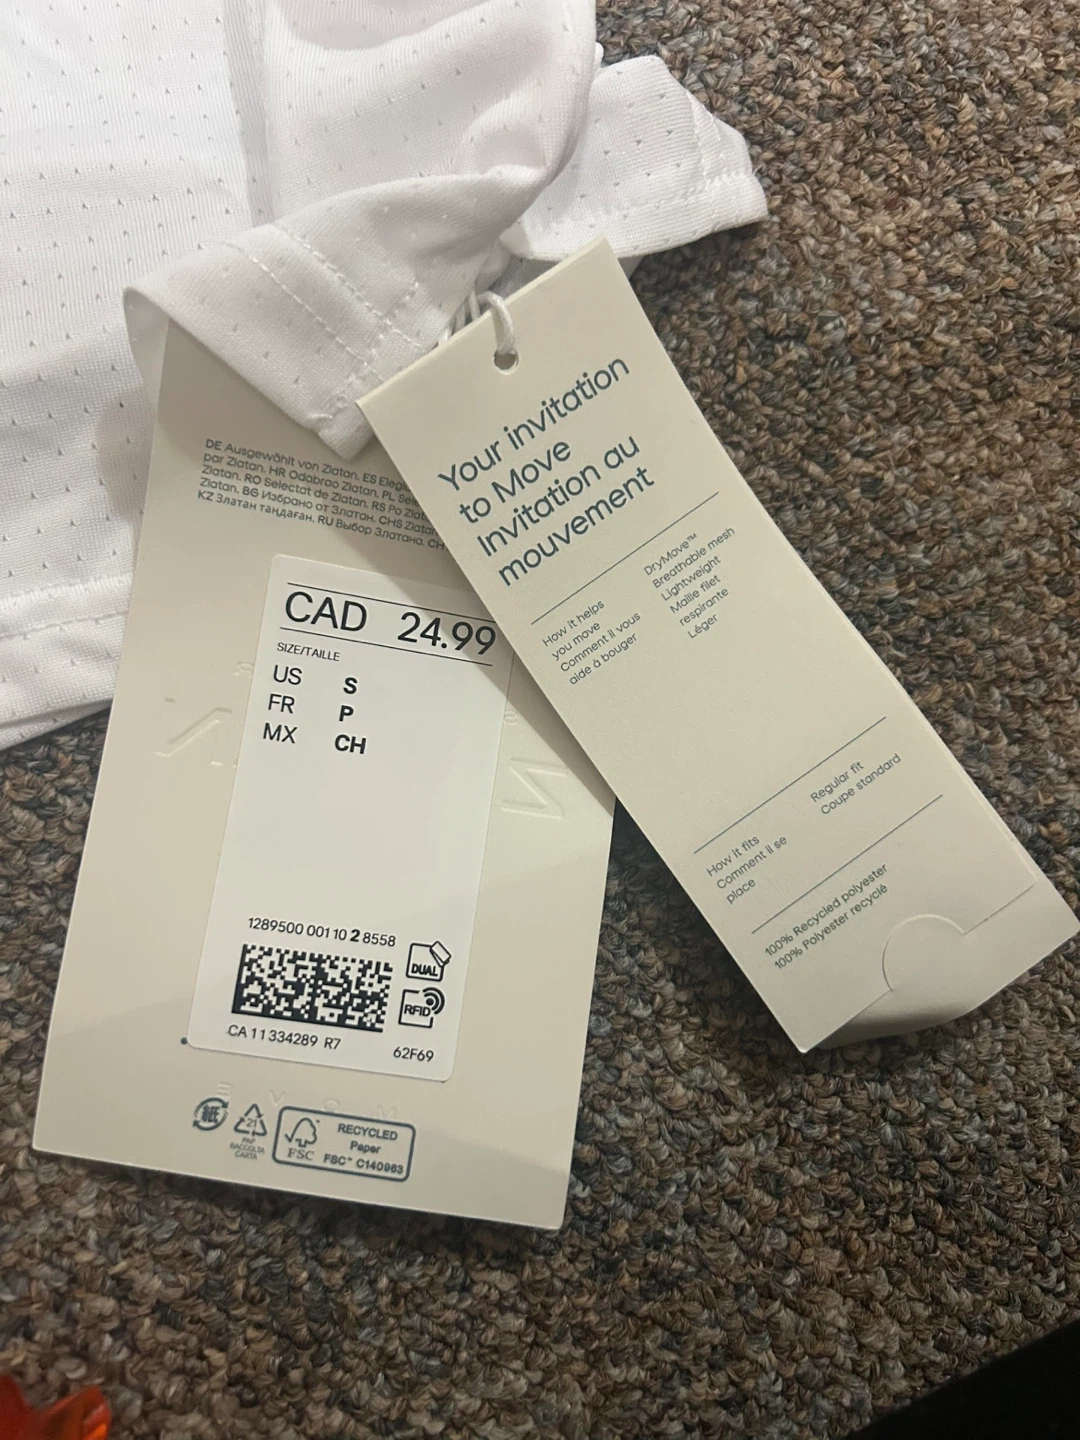 DE Ausgewählt von Zlatan. ES
par Zlatan. HR Odabrao Zlatan. PL
Zlatan. RO Selectat de Zlatan. RS Po
Zlatan. BG Избрано от Златан. CHS
KZ Златан таңдаған. RU Выбор Златана. CH
CAD 24.99
SIZE/TAILLE
US S
FR P
MX CH
1289500 001 10 2 8558
DUAL
RFID
CA 11334289 R7
62F69
紙
21
PAP
RACCOLTA
CARTA
FSC
RECYCLED
Paper
FSC™ C140963
Your invitation
to Move
Invitation au
mouvement
How it helps
you move
Comment il vous
aide à bouger
DryMove™
Breathable mesh
Lightweight
Maille filet
respirante
Léger
How it fits
Comment il se
place
Regular fit
Coupe standard
100% Recycled polyester
100% Polyester recyclé